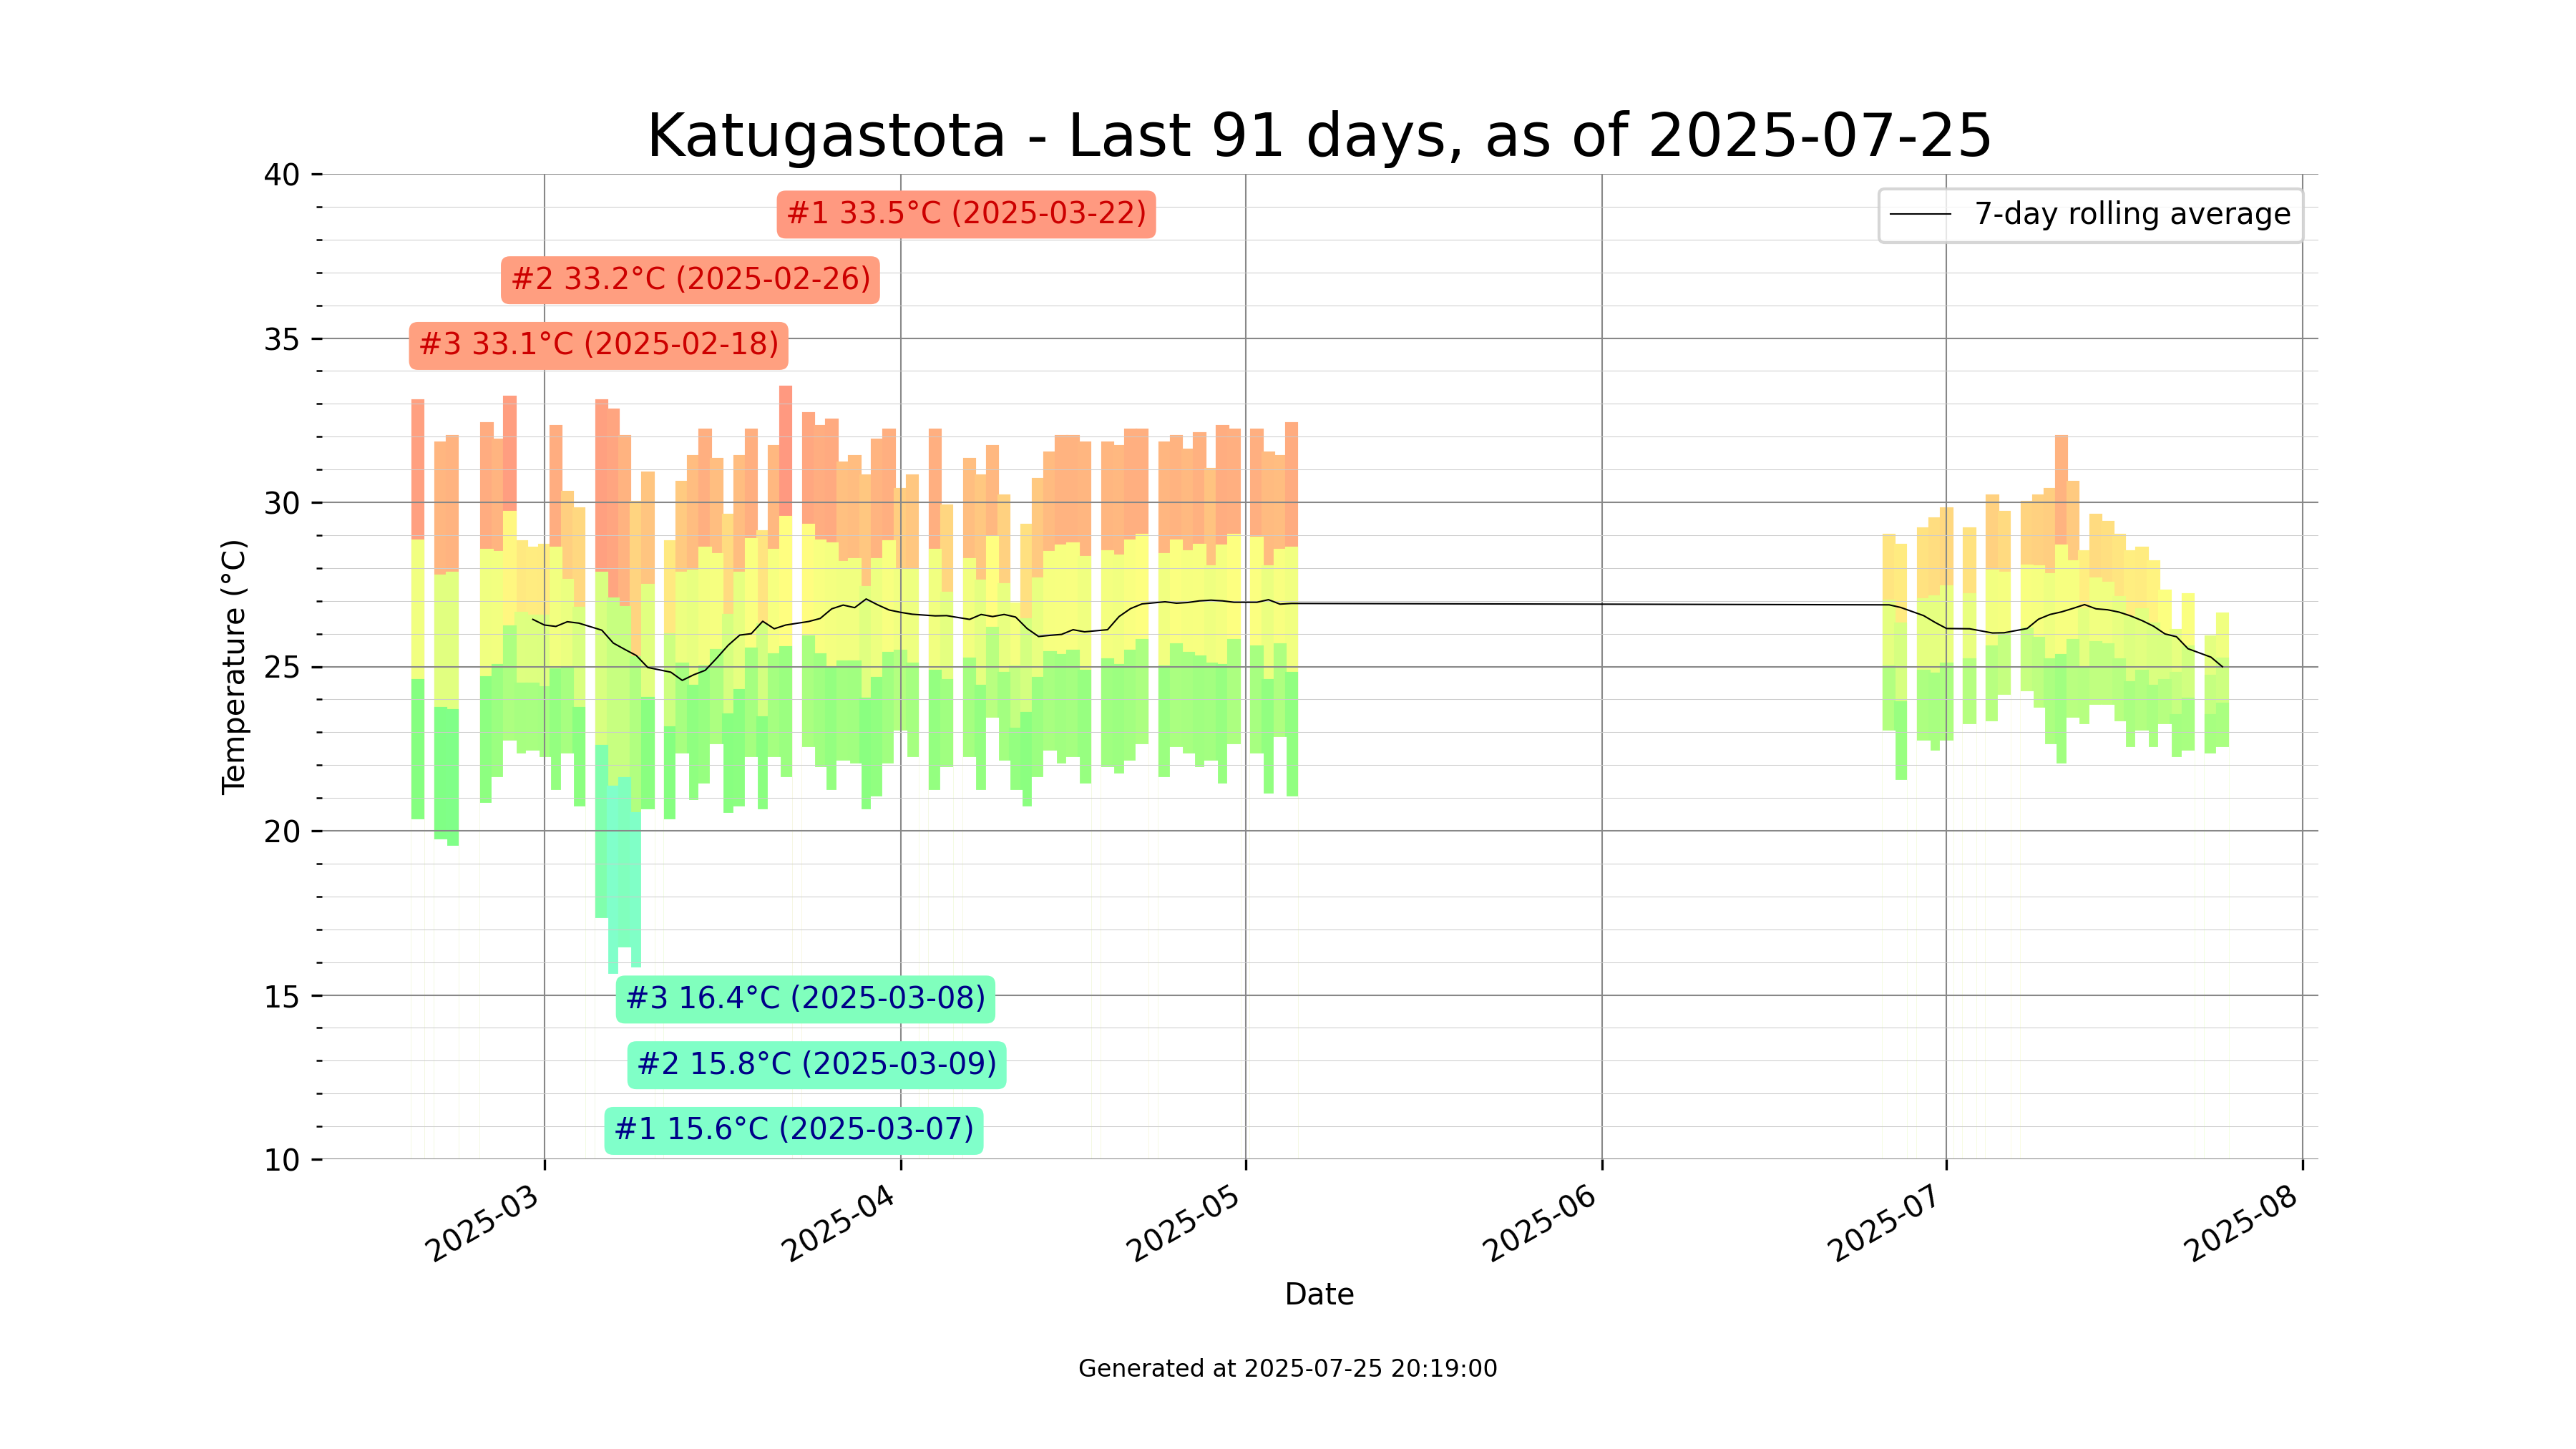 Katugastota - Last 91 days, as of 2025-07-25
40
#1 33.5°C (2025-03-22)
7-day rolling average
#2 33.2°C (2025-02-26)
35
#3 33.1°C (2025-02-18)
30
Temperature (°C)
25
20
15
#3 16.4°C (2025-03-08)
#2 15.8°C (2025-03-09)
#1 15.6°C (2025-03-07)
10
2025-03
2025-04
2025-05
2025-06
2025-07
2025-08
Date
Generated at 2025-07-25 20:19:00